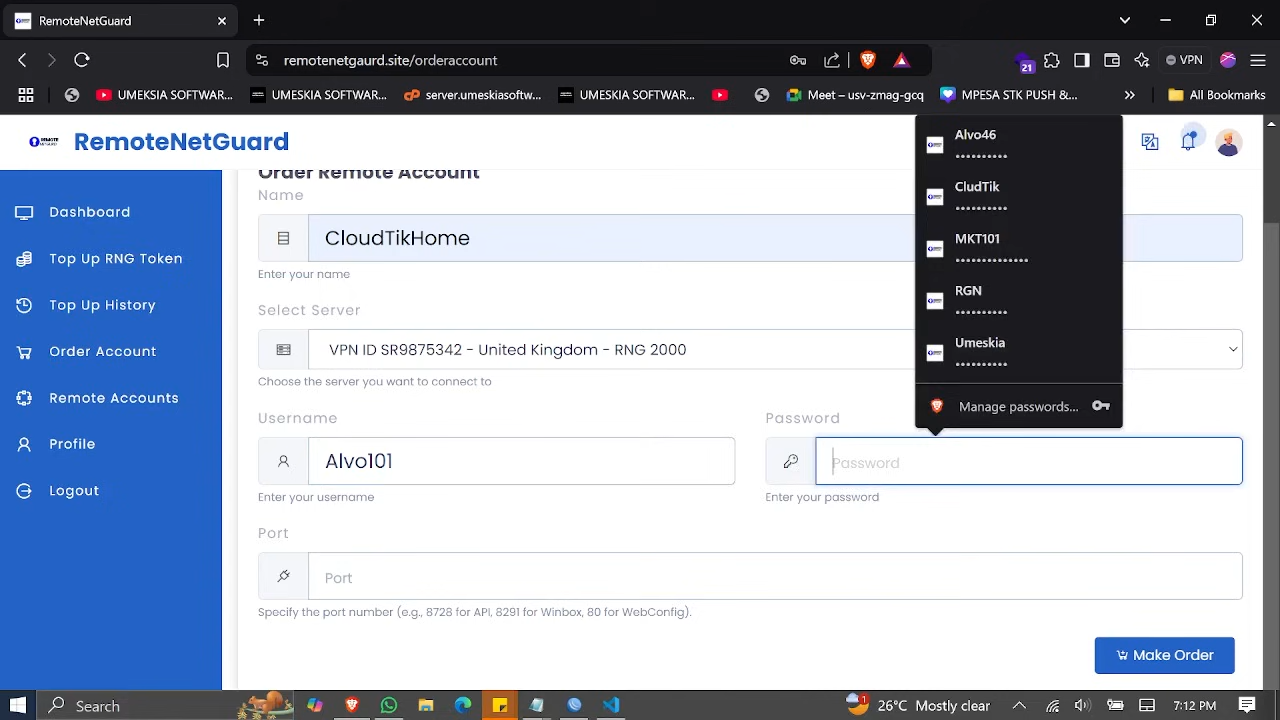 RemoteNetGuard
remotenetgaurd.site/orderaccount
21
VPN
UMEKSIA SOFTWAR...
UMESKIA SOFTWAR...
server.umeskiasoftw...
UMESKIA SOFTWAR...
Meet – usv-zmag-gcq
MPESA STK PUSH &...
All Bookmarks
RemoteNetGuard
Dashboard
Top Up RNG Token
Top Up History
Order Account
Remote Accounts
Profile
Logout
Order Remote Account
Name
CloudTikHome
Enter your name
Select Server
VPN ID SR9875342 - United Kingdom - RNG 2000
Choose the server you want to connect to
Username
Alvo101
Enter your username
Password
Password
Enter your password
Port
Port
Specify the port number (e.g., 8728 for API, 8291 for Winbox, 80 for WebConfig).
Make Order
Alvo46
••••••••••
CludTik
••••••••••
MKT101
••••••••••••••
RGN
••••••••••
Umeskia
••••••••••
Manage passwords...
Search
1
26°C Mostly clear
7:12 PM